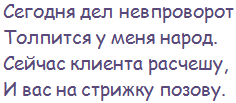 Сегодня дел невпроворот
Толпится у меня народ.
Сейчас клиента расчешу,
И вас на стрижку позову.